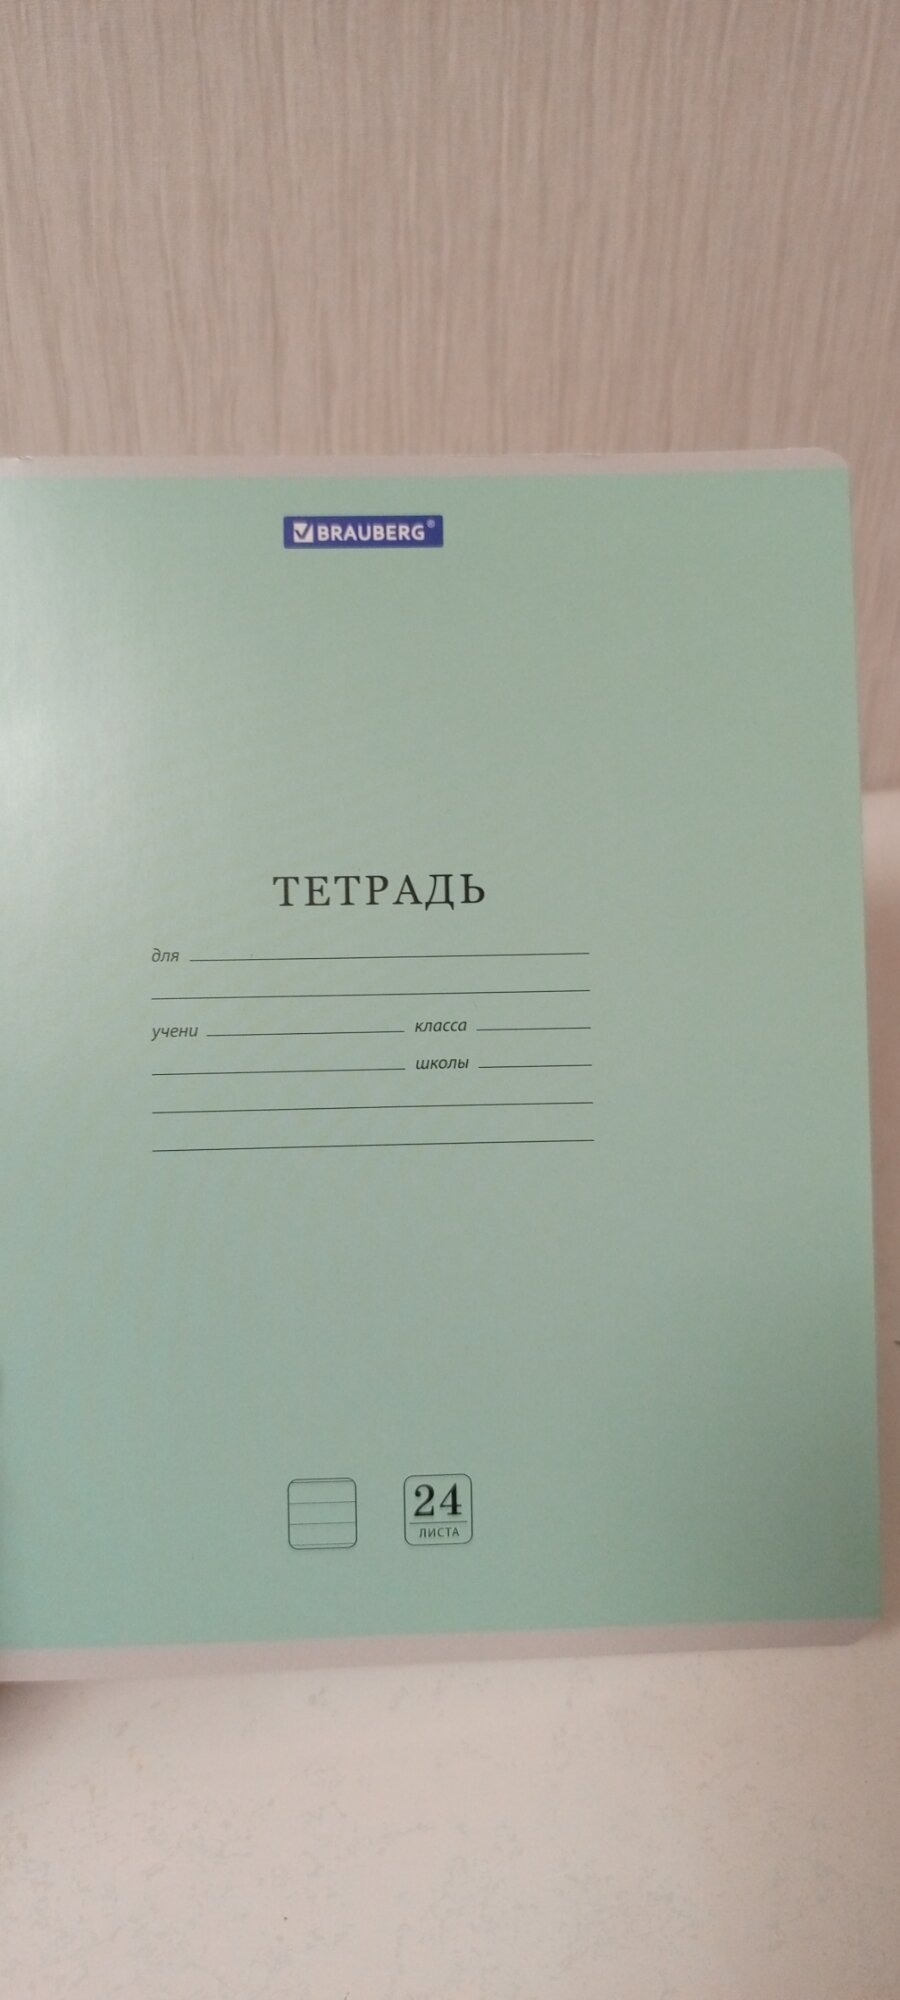 BRAUBERG®
ТЕТРАДЬ
для
учени класса
школы
24
ЛИСТА